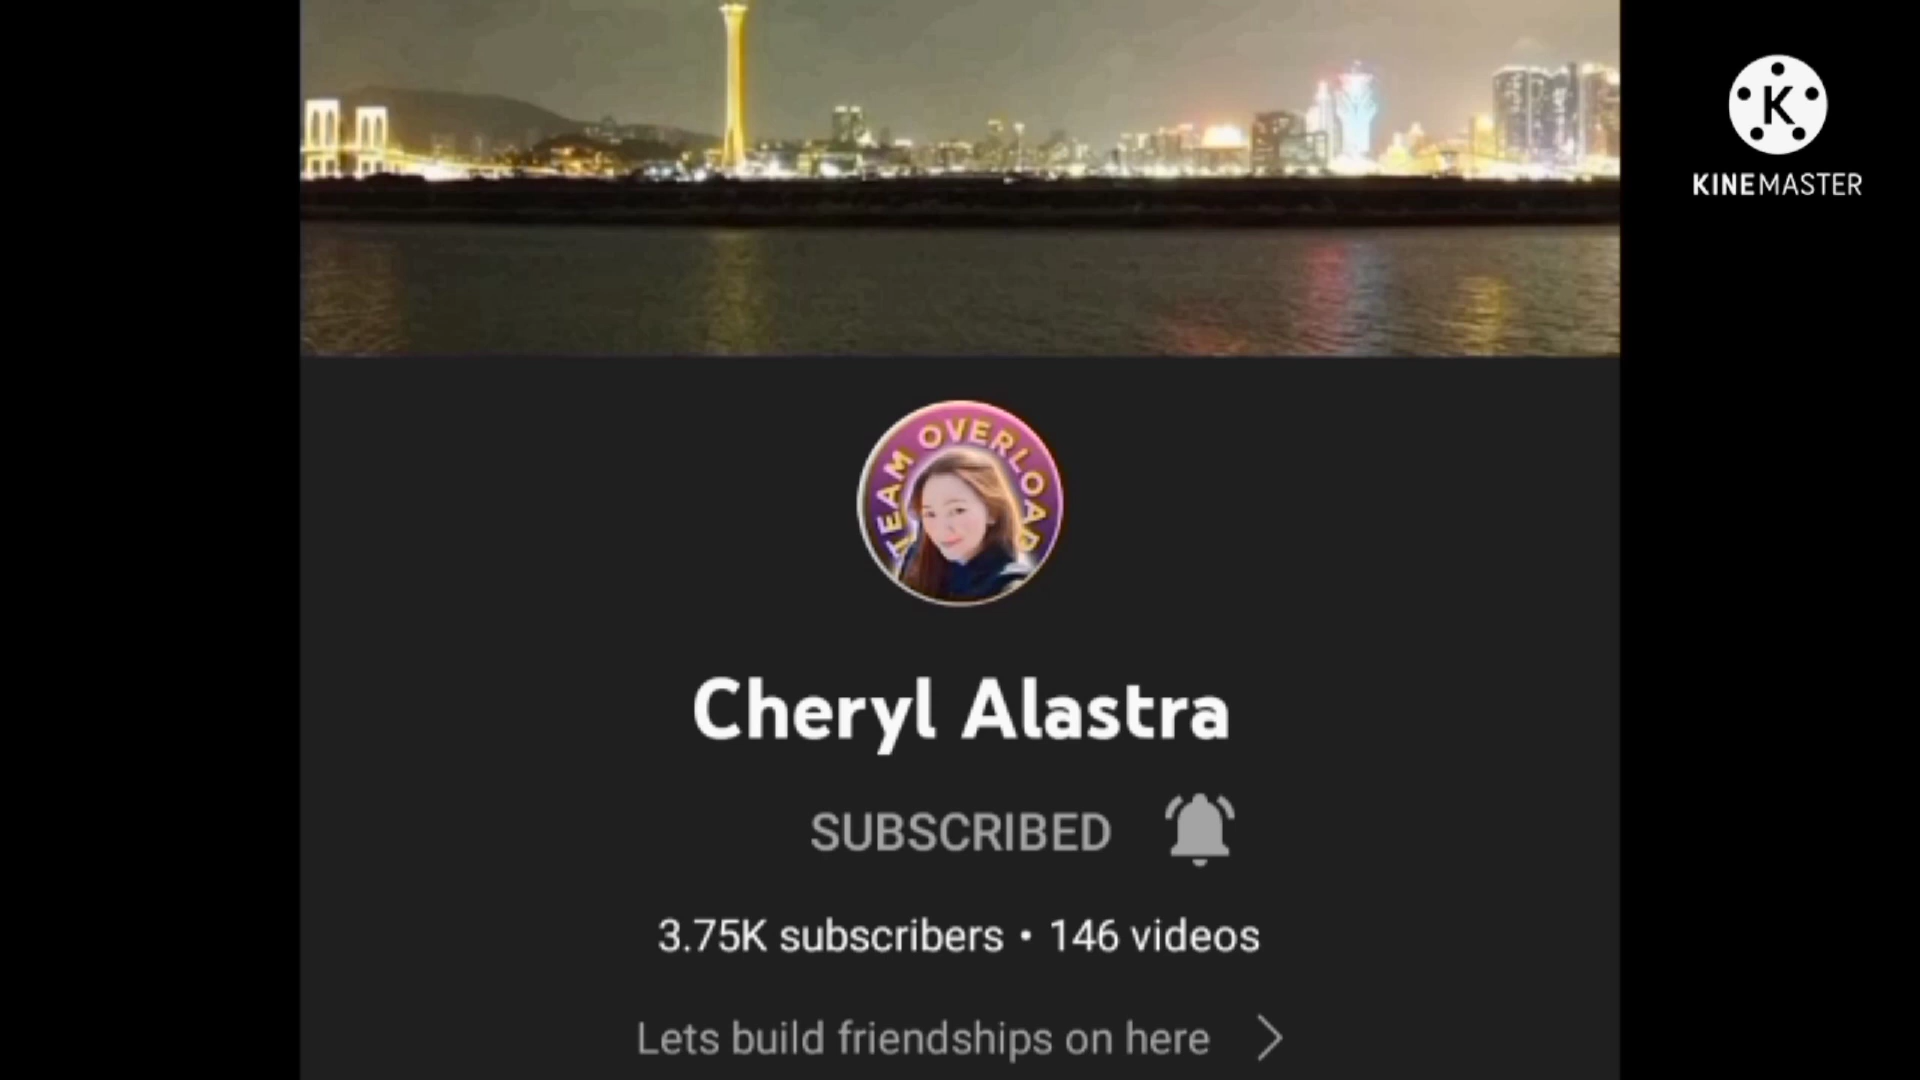 KINEMASTER
TEAM OVERLOAD
Cheryl Alastra
SUBSCRIBED
3.75K subscribers • 146 videos
Lets build friendships on here